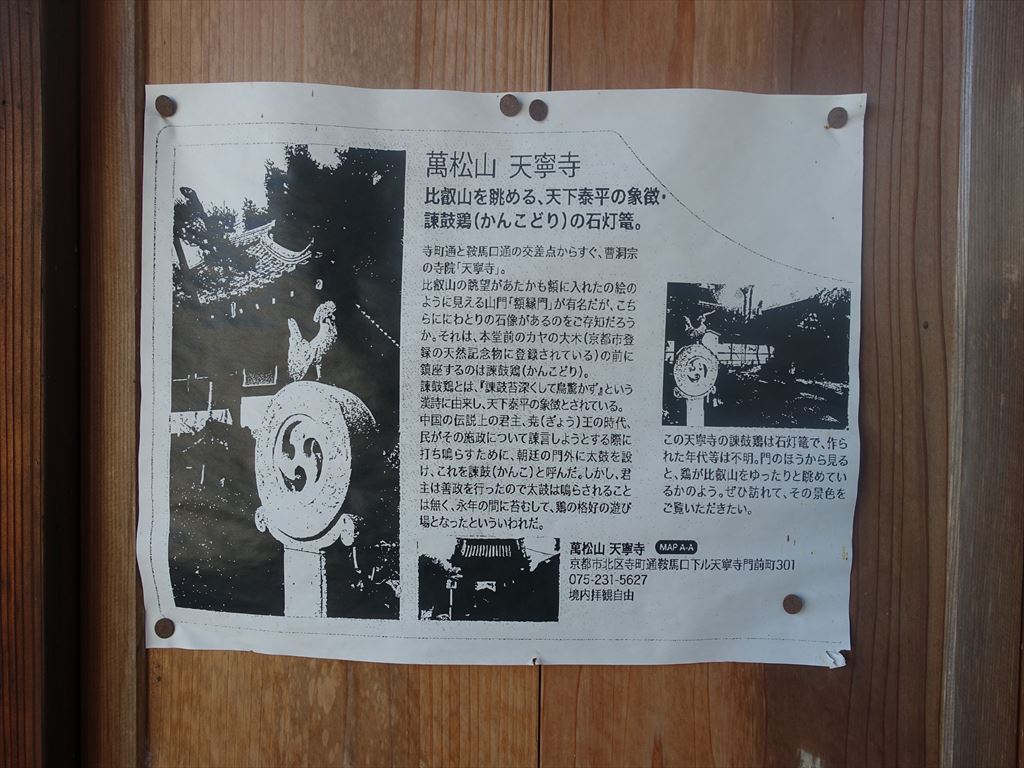 萬松山 天寧寺
比叡山を眺める、天下泰平の象徴・
諫鼓鶏(かんこどり)の石灯篭。
寺町通と鞍馬口通の交差点からすぐ、曹洞宗
の寺院「天寧寺」。
比叡山の眺望があたかも額に入れたの絵の
ように見える山門「額縁門」が有名だが、こち
らににわとりの石像があるのをご存知だろう
か。それは、本堂前のカヤの大木(京都市登
録の天然記念物に登録されている)の前に
鎮座するのは諫鼓鶏(かんこどり)。
諫鼓鶏とは、『諫鼓苔深くして鳥驚かず』という
漢詩に由来し、天下泰平の象徴とされている。
中国の伝説上の君主、尭(ぎょう)王の時代、
民がその施政について諫言しようとする際に
打ち鳴らすために、朝廷の門外に太鼓を設
け、これを諫鼓(かんこ)と呼んだ。しかし、君
主は善政を行ったので太鼓は鳴らされること
は無く、永年の間に苔むして、鶏の格好の遊び
場となったといういわれだ。
この天寧寺の諫鼓鶏は石灯篭で、作ら
れた年代等は不明。門のほうから見る
と、鶏が比叡山をゆったりと眺めてい
るかのよう。ぜひ訪れて、その景色を
ご覧いただきたい。
萬松山 天寧寺 MAP A-A
京都市北区寺町通鞍馬口下ル天寧寺門前町301
075-231-5627
境内拝観自由